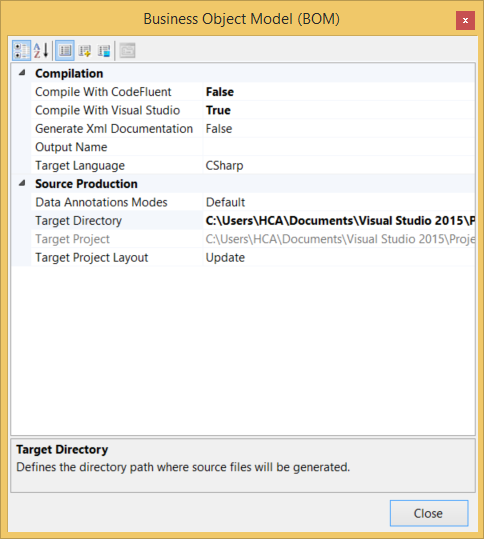 Business Object Model (BOM)
Compilation
Compile With CodeFluent False
Compile With Visual Studio True
Generate Xml Documentation False
Output Name
Target Language CSharp
Source Production
Data Annotations Modes Default
Target Directory C:\Users\HCA\Documents\Visual Studio 2015\P
Target Project C:\Users\HCA\Documents\Visual Studio 2015\Proje
Target Project Layout Update
Target Directory
Defines the directory path where source files will be generated.
Close